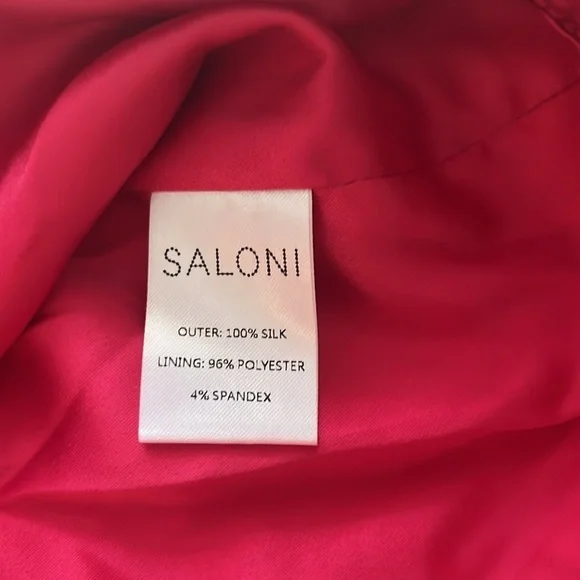 SALONI
OUTER: 100% SILK
LINING: 96% POLYESTER
4% SPANDEX